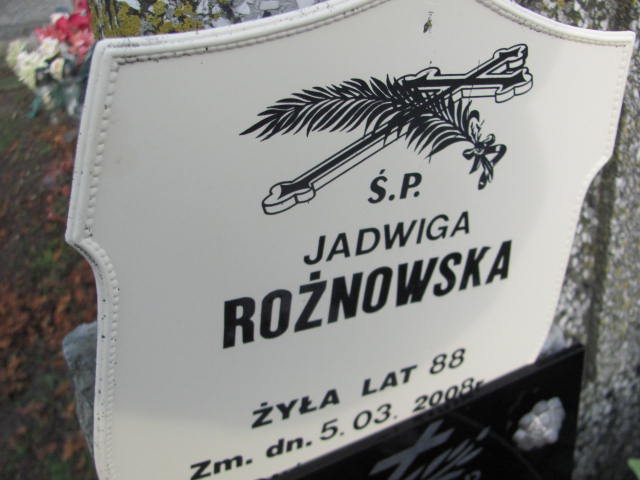 Ś.P.
JADWIGA
ROŻNOWSKA
ŻYŁA LAT 88
Zm. dn. 5.03. 2008r.